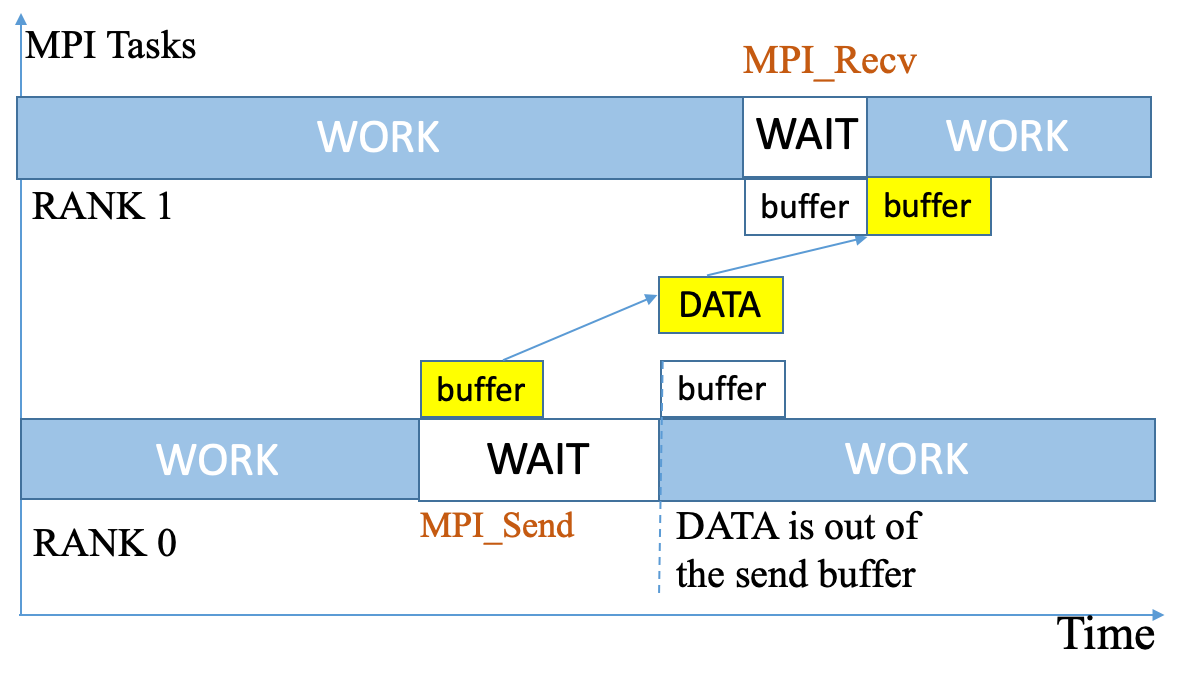 MPI Tasks
MPI_Recv
WORK
WAIT
WORK
RANK 1
buffer
buffer
DATA
buffer
buffer
WORK
WAIT
WORK
RANK 0
MPI_Send
DATA is out of
the send buffer
Time